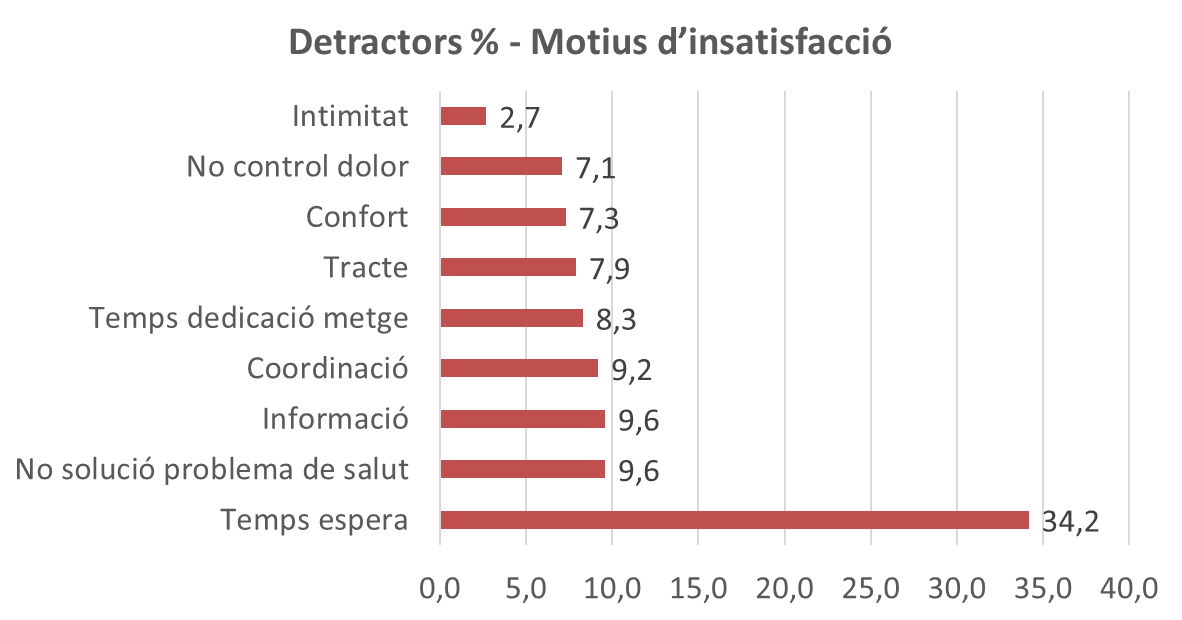 Detractors % - Motius d’insatisfacció
Intimitat 2,7
No control dolor 7,1
Confort 7,3
Tracte 7,9
Temps dedicació metge 8,3
Coordinació 9,2
Informació 9,6
No solució problema de salut 9,6
Temps espera 34,2
0,0 5,0 10,0 15,0 20,0 25,0 30,0 35,0 40,0